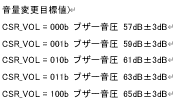 音量変更目標値)
CSR_VOL = 000b ブザー音圧 57dB±3dB
CSR_VOL = 001b ブザー音圧 59dB±3dB
CSR_VOL = 010b ブザー音圧 61dB±3dB
CSR_VOL = 011b ブザー音圧 63dB±3dB
CSR_VOL = 100b ブザー音圧 65dB±3dB